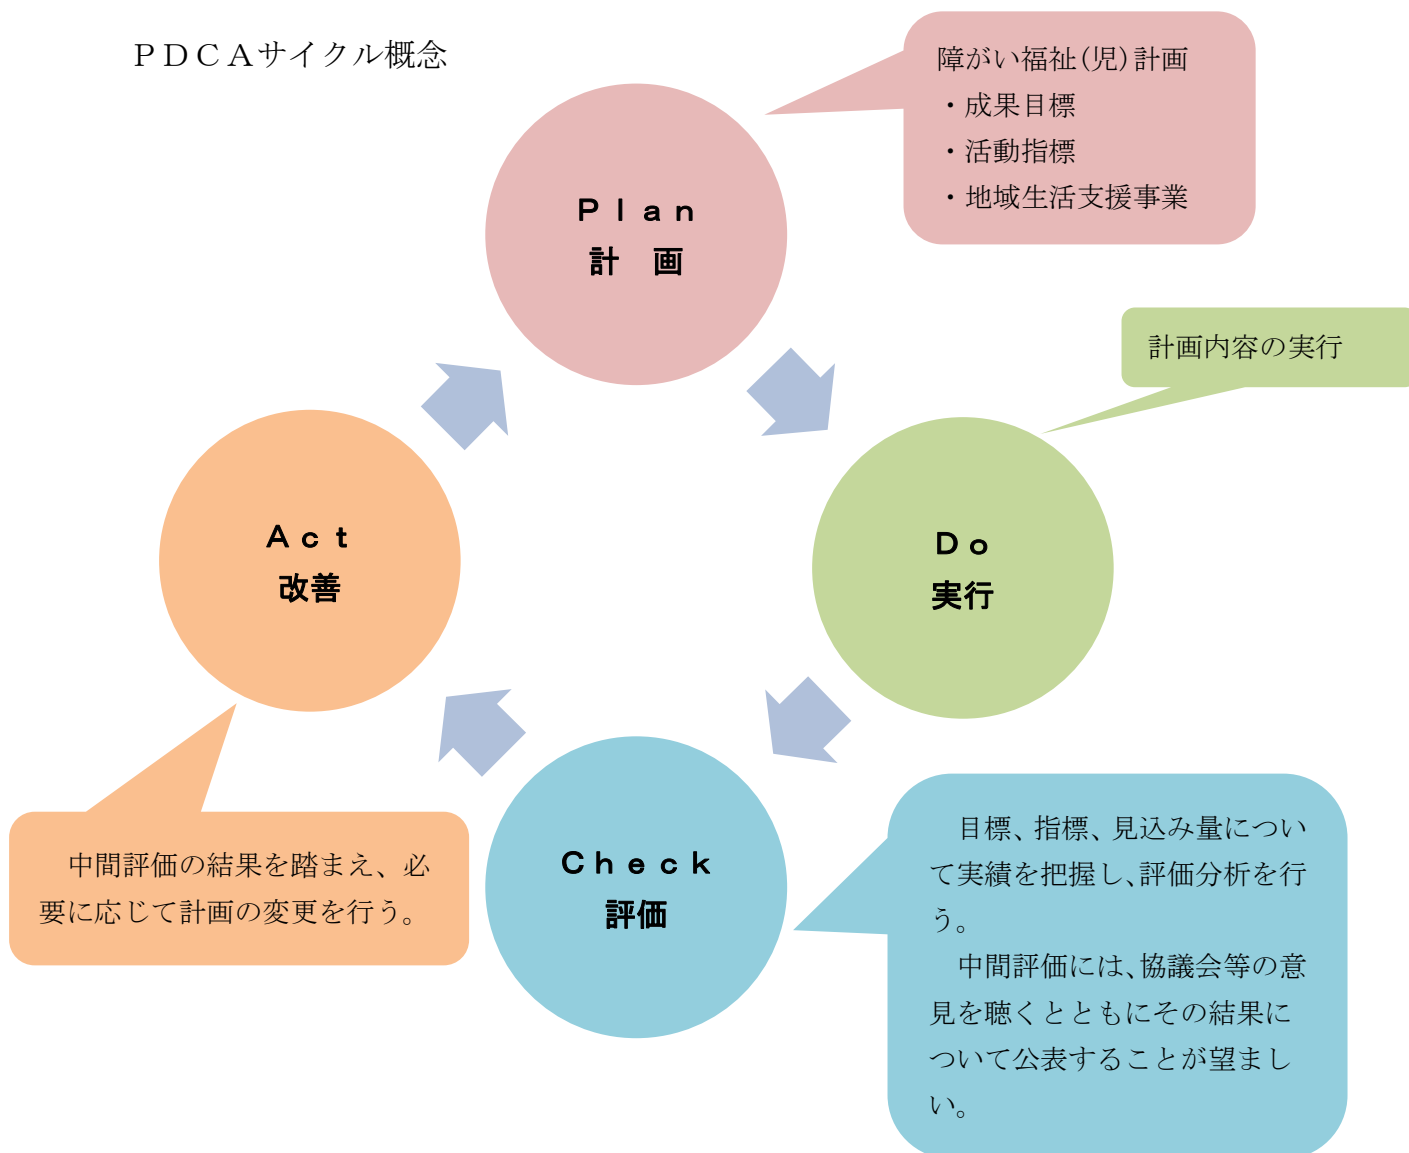 ＰＤＣＡサイクル概念
障がい福祉(児)計画
・成果目標
・活動指標
・地域生活支援事業
Ｐｌａｎ
計　画
計画内容の実行
Ｄｏ
実行
Ａｃｔ
改善
Ｃｈｅｃｋ
評価
　目標、指標、見込み量につい
て実績を把握し、評価分析を行
う。
　中間評価には、協議会等の意
見を聴くとともにその結果に
ついて公表することが望まし
い。
　中間評価の結果を踏まえ、必
要に応じて計画の変更を行う。